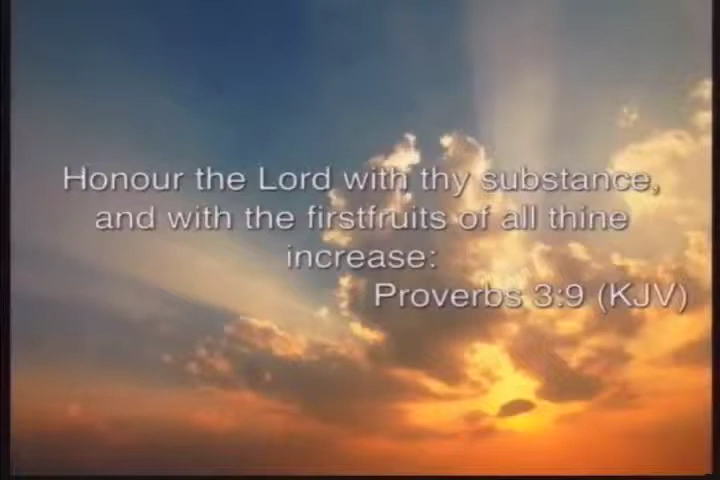 Honour the Lord with thy substance,
and with the firstfruits of all thine
increase:
Proverbs 3:9 (KJV)